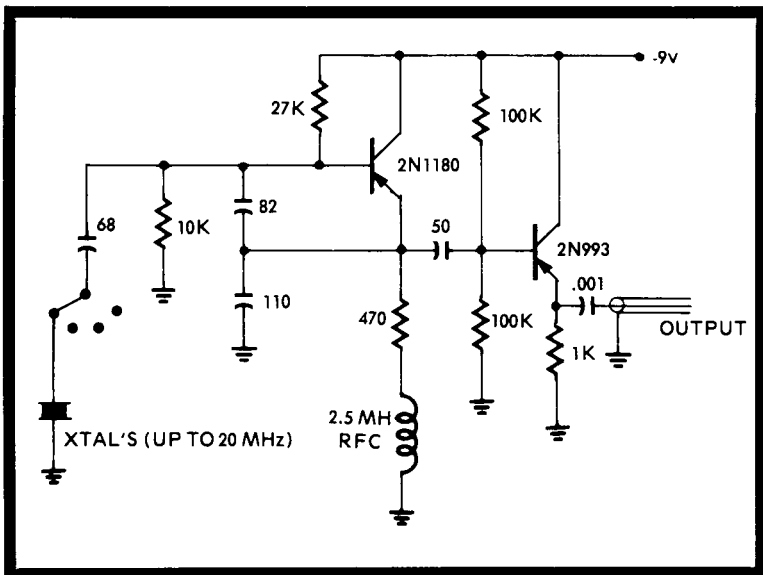 -9V
27K
100K
2N1180
68
10K
82
50
2N993
110
470
100K
.001
OUTPUT
1K
2.5 MH
RFC
XTAL'S (UP TO 20 MHz)